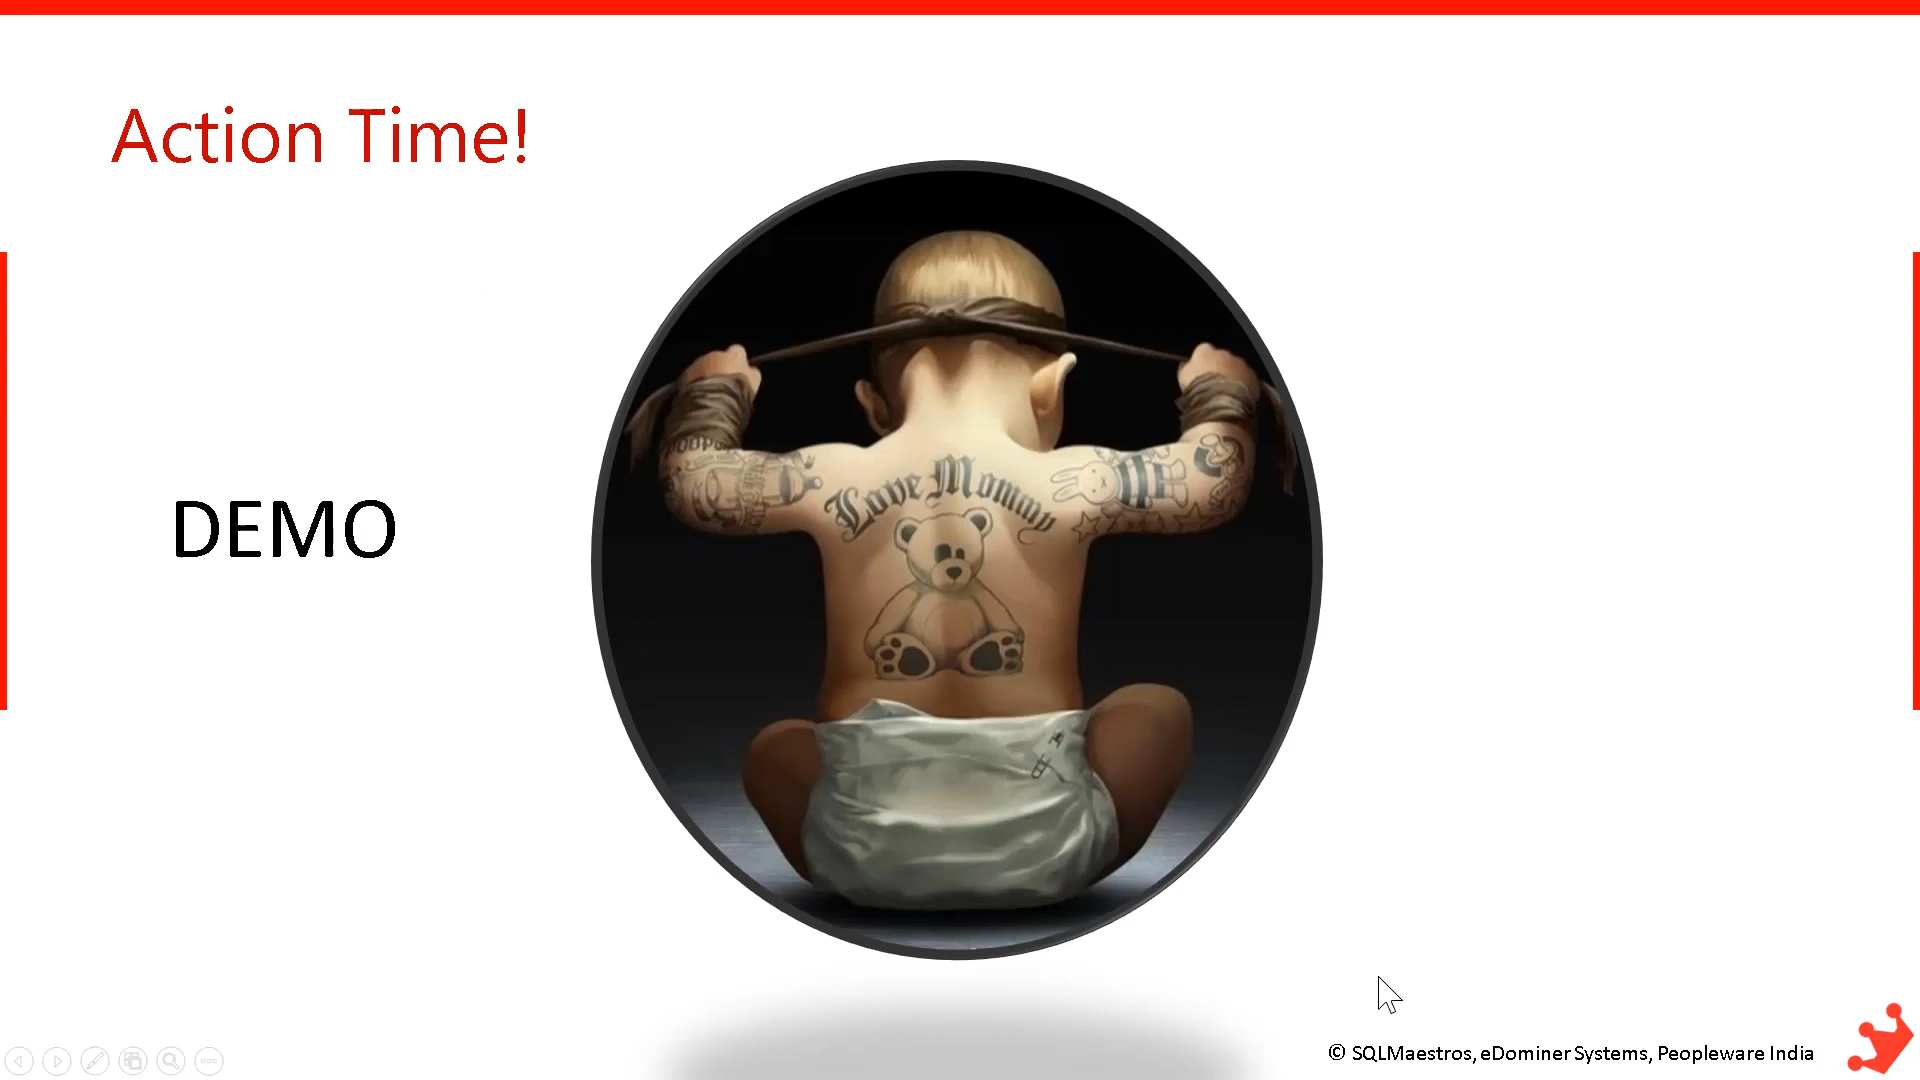 Action Time!
DEMO
Love Mommy
© SQLMaestros, eDominer Systems, Peopleware India